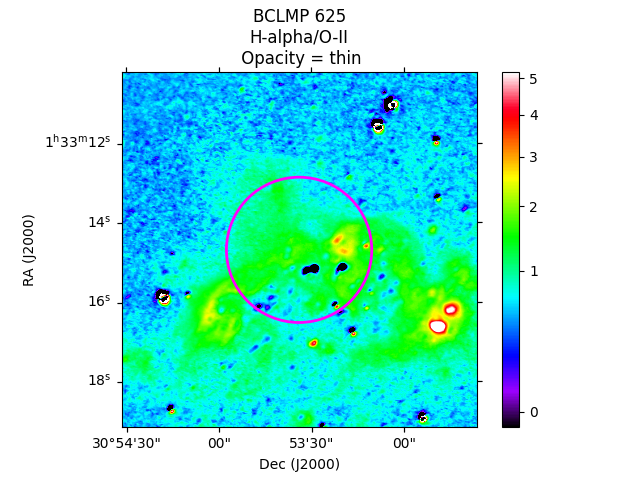 BCLMP 625
H-alpha/O-II
Opacity = thin
1ʰ33ᵐ12ˢ
14ˢ
16ˢ
18ˢ
RA (J2000)
30°54'30"
00"
53'30"
00"
Dec (J2000)
5
4
3
2
1
0